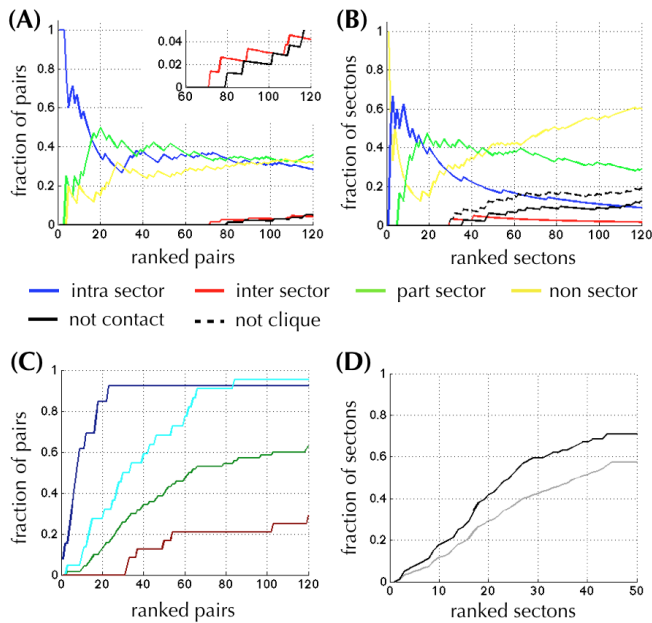 (A)
fraction of pairs
1
0.8
0.6
0.4
0.2
0
0 20 40 60 80 100 120
ranked pairs
0.04
0.02
0
60 80 100 120
(B)
fraction of sectons
1
0.8
0.6
0.4
0.2
0
0 20 40 60 80 100 120
ranked sectons
intra sector inter sector part sector non sector
not contact not clique
(C)
fraction of pairs
1
0.8
0.6
0.4
0.2
0
0 20 40 60 80 100 120
ranked pairs
(D)
fraction of sectons
1
0.8
0.6
0.4
0.2
0
0 10 20 30 40 50
ranked sectons